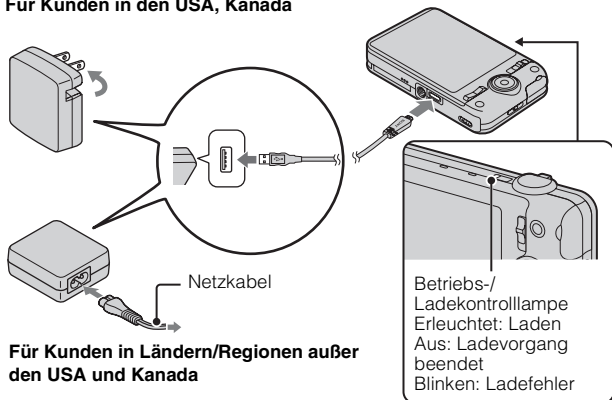 Für Kunden in den USA, Kanada
Netzkabel
Für Kunden in Ländern/Regionen außer
den USA und Kanada
Betriebs-/
Ladekontrolllampe
Erleuchtet: Laden
Aus: Ladevorgang
beendet
Blinken: Ladefehler